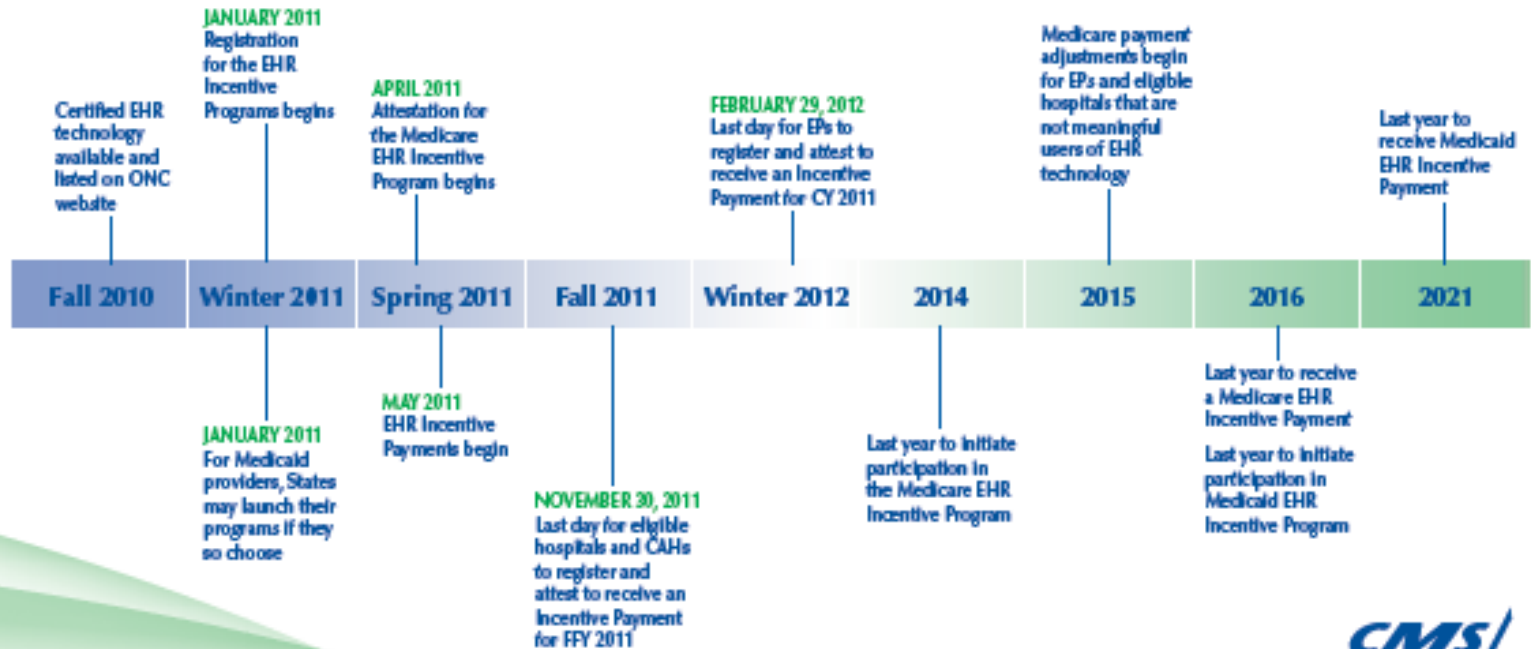 JANUARY 2011
Registration
for the EHR
Incentive
Programs begins
Certified EHR
technology
available and
listed on ONC
website
APRIL 2011
Attestation for
the Medicare
EHR Incentive
Program begins
FEBRUARY 29, 2012
Last day for EPs to
register and attest to
receive an Incentive
Payment for CY 2011
Medicare payment
adjustments begin
for EPs and eligible
hospitals that are
not meaningful
users of EHR
technology
Last year to
receive Medicaid
EHR Incentive
Payment
Fall 2010
Winter 2011
Spring 2011
Fall 2011
Winter 2012
2014
2015
2016
2021
JANUARY 2011
For Medicaid
providers, States
may launch their
programs if they
so choose
MAY 2011
EHR Incentive
Payments begin
NOVEMBER 30, 2011
Last day for eligible
hospitals and CAHs
to register and
attest to receive an
Incentive Payment
for FFY 2011
Last year to initiate
participation in
the Medicare EHR
Incentive Program
Last year to receive
a Medicare EHR
Incentive Payment
Last year to initiate
participation in
Medicaid EHR
Incentive Program
CMS